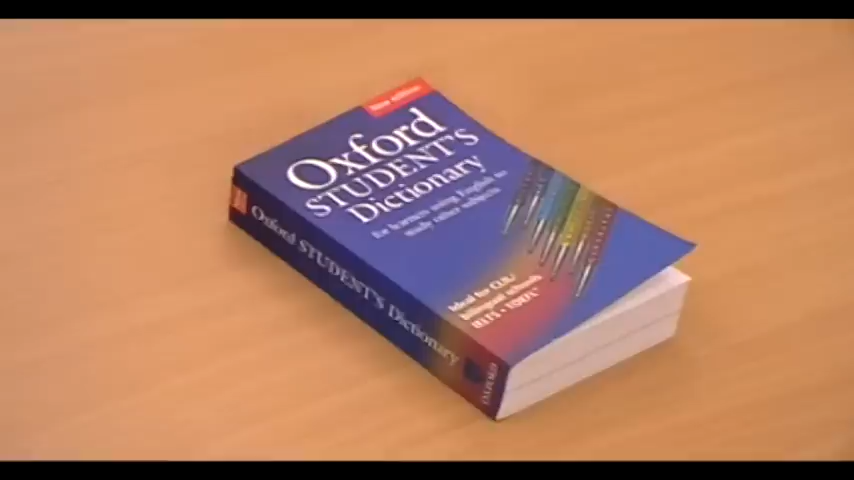 New edition
Oxford
STUDENT'S
Dictionary
for learners using English to
study other subjects
Ideal for CLIL/
bilingual schools
IELTS • TOEFL
Oxford STUDENT'S Dictionary
OXFORD